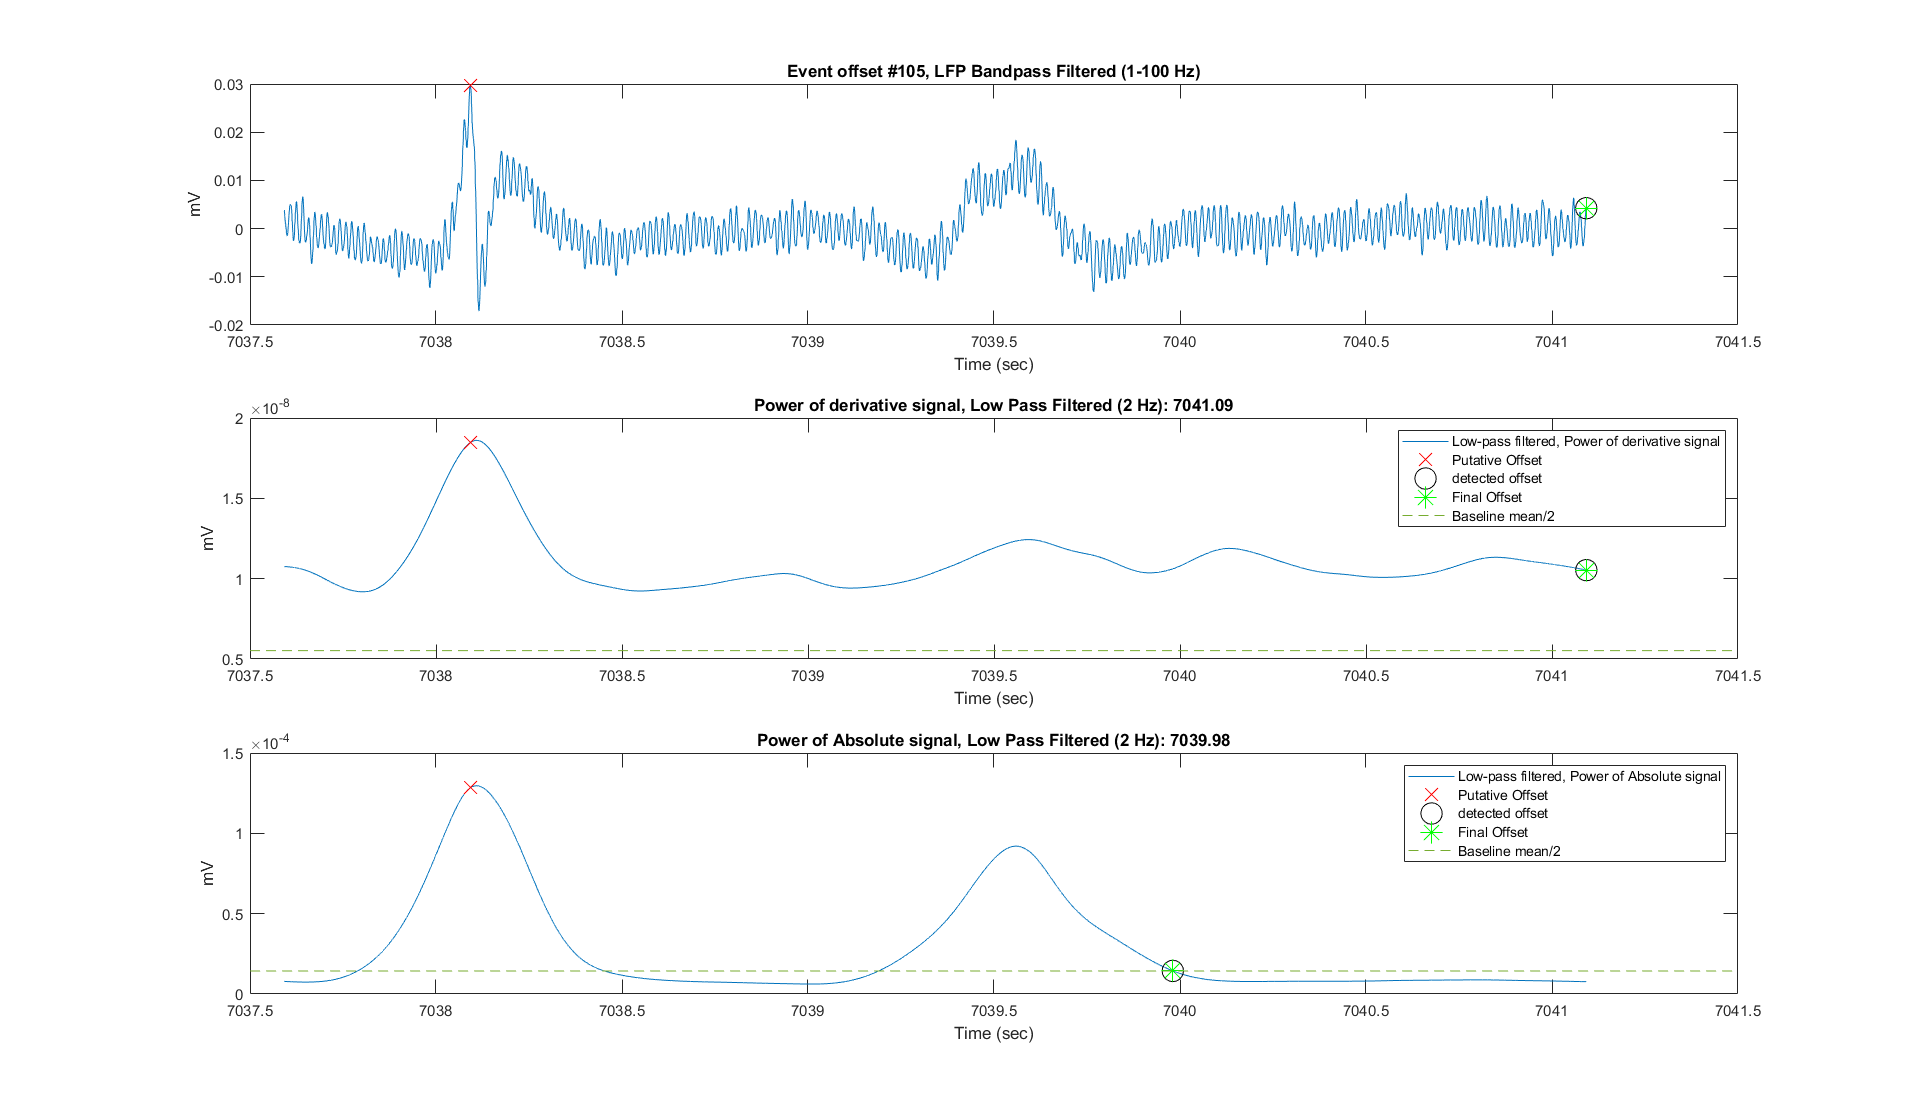 Event offset #105, LFP Bandpass Filtered (1-100 Hz)
0.03
0.02
0.01
0
-0.01
-0.02
mV
7037.5 7038 7038.5 7039 7039.5 7040 7040.5 7041 7041.5
Time (sec)
Power of derivative signal, Low Pass Filtered (2 Hz): 7041.09
×10-8
2
1.5
1
0.5
mV
Low-pass filtered, Power of derivative signal
Putative Offset
detected offset
Final Offset
Baseline mean/2
7037.5 7038 7038.5 7039 7039.5 7040 7040.5 7041 7041.5
Time (sec)
Power of Absolute signal, Low Pass Filtered (2 Hz): 7039.98
×10-4
1.5
1
0.5
0
mV
Low-pass filtered, Power of Absolute signal
Putative Offset
detected offset
Final Offset
Baseline mean/2
7037.5 7038 7038.5 7039 7039.5 7040 7040.5 7041 7041.5
Time (sec)